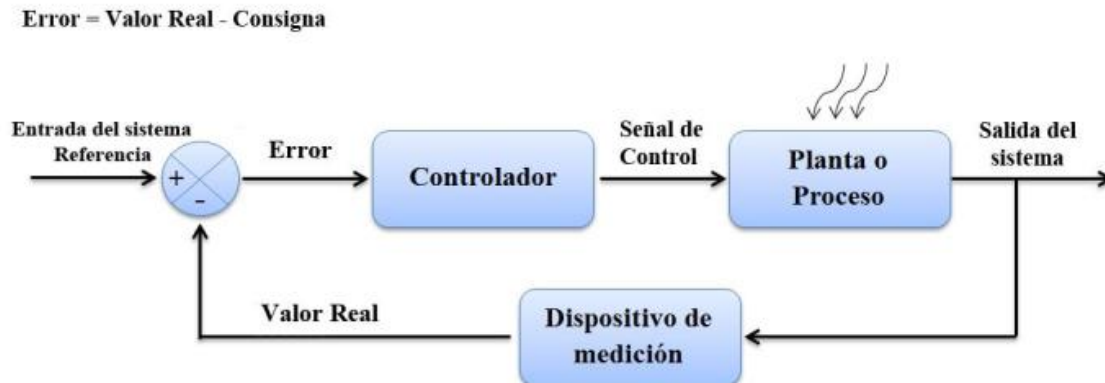 Error = Valor Real - Consigna
Entrada del sistema
Referencia
+
-
Error
Controlador
Señal de
Control
Planta o
Proceso
Salida del
sistema
Valor Real
Dispositivo de
medición